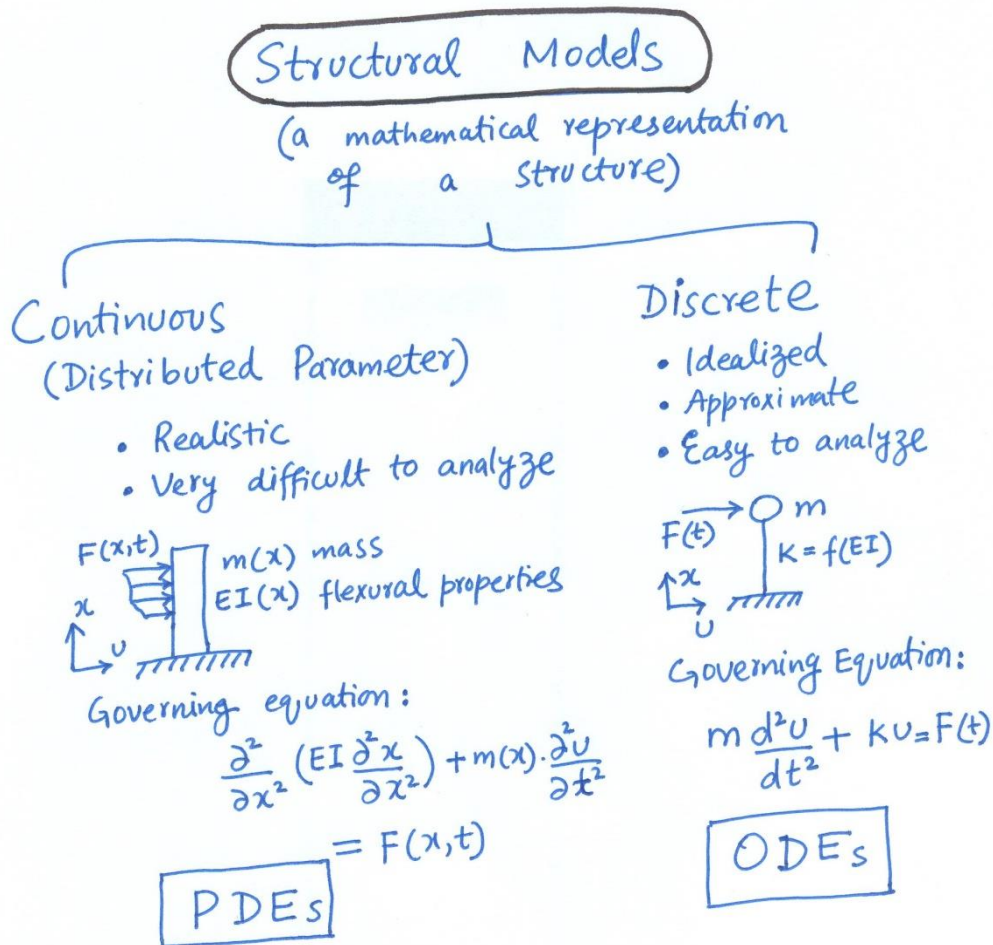 Structural Models
(a mathematical representation
of a structure)
Continuous
(Distributed Parameter)
• Realistic
• Very difficult to analyze
F(x,t)
m(x) mass
EI(x) flexural properties
x
U
Governing equation:
∂²/∂x² (EI ∂²x/∂x²) + m(x)·∂²U/∂t²
= F(x,t)
PDEs
Discrete
• Idealized
• Approximate
• Easy to analyze
F(t)
m
K = f(EI)
x
U
Governing Equation:
m d²U/dt² + KU = F(t)
ODEs